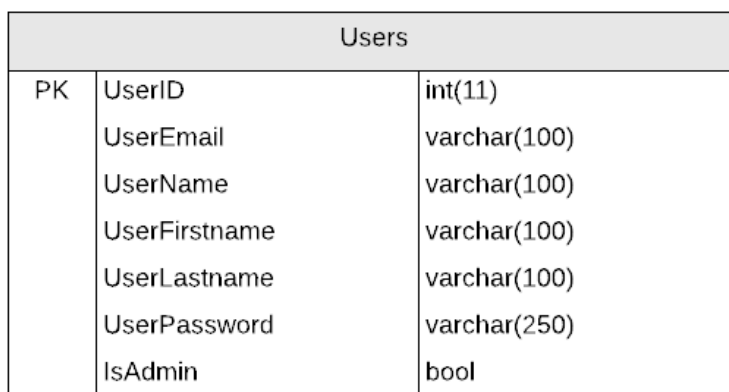 Users
PK UserID int(11)
UserEmail varchar(100)
UserName varchar(100)
UserFirstname varchar(100)
UserLastname varchar(100)
UserPassword varchar(250)
IsAdmin bool